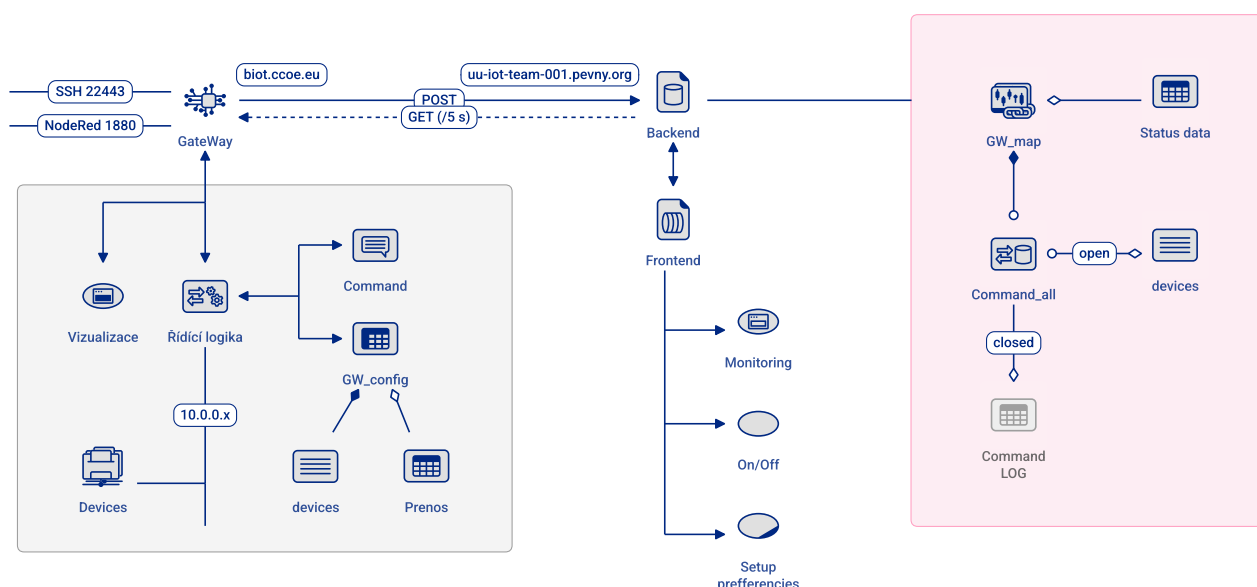 biot.ccoe.eu
uu-iot-team-001.pevny.org
SSH 22443
POST
GET (/5 s)
NodeRed 1880
GateWay
Backend
GW_map
Status data
Command
Frontend
open
Command_all
devices
Vizualizace
Řídící logika
closed
GW_config
Monitoring
10.0.0.x
On/Off
Command
LOG
Devices
devices
Prenos
Setup
prefferencies